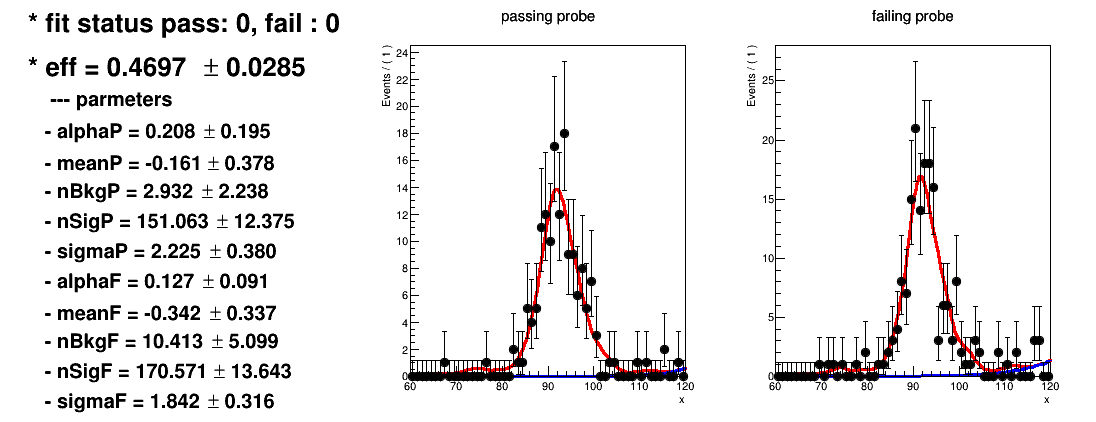 * fit status pass: 0, fail : 0
* eff = 0.4697 ± 0.0285
--- parmeters
- alphaP = 0.208 ± 0.195
- meanP = -0.161 ± 0.378
- nBkgP = 2.932 ± 2.238
- nSigP = 151.063 ± 12.375
- sigmaP = 2.225 ± 0.380
- alphaF = 0.127 ± 0.091
- meanF = -0.342 ± 0.337
- nBkgF = 10.413 ± 5.099
- nSigF = 170.571 ± 13.643
- sigmaF = 1.842 ± 0.316
passing probe
Events / ( 1 )
24
22
20
18
16
14
12
10
8
6
4
2
0
60 70 80 90 100 110 120
x
failing probe
Events / ( 1 )
25
20
15
10
5
0
60 70 80 90 100 110 120
x